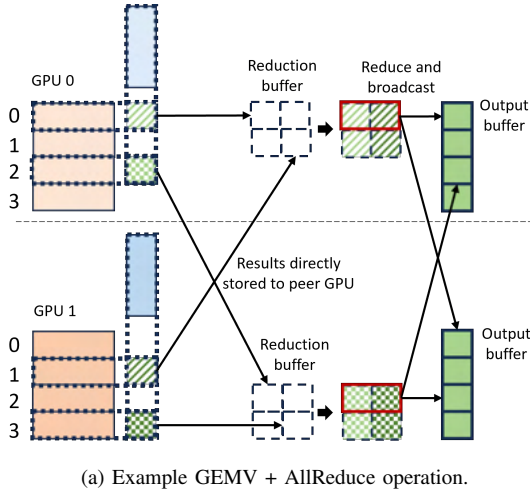 GPU 0
0
1
2
3
Reduction
buffer
Reduce and
broadcast
Output
buffer
Results directly
stored to peer GPU
GPU 1
0
1
2
3
Reduction
buffer
Output
buffer
(a) Example GEMV + AllReduce operation.